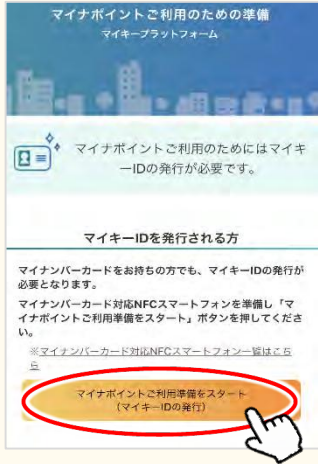 マイナポイントご利用のための準備
マイキープラットフォーム
マイナポイントご利用のためにはマイキ
ーIDの発行が必要です。
マイキーIDを発行される方
マイナンバーカードをお持ちの方でも、マイキーIDの発行が
必要となります。
マイナンバーカード対応NFCスマートフォンを準備し「マ
イナポイントご利用準備をスタート」ボタンを押してくださ
い。
※マイナンバーカード対応NFCスマートフォン一覧はこち
ら
マイナポイントご利用準備をスタート
（マイキーIDの発行）